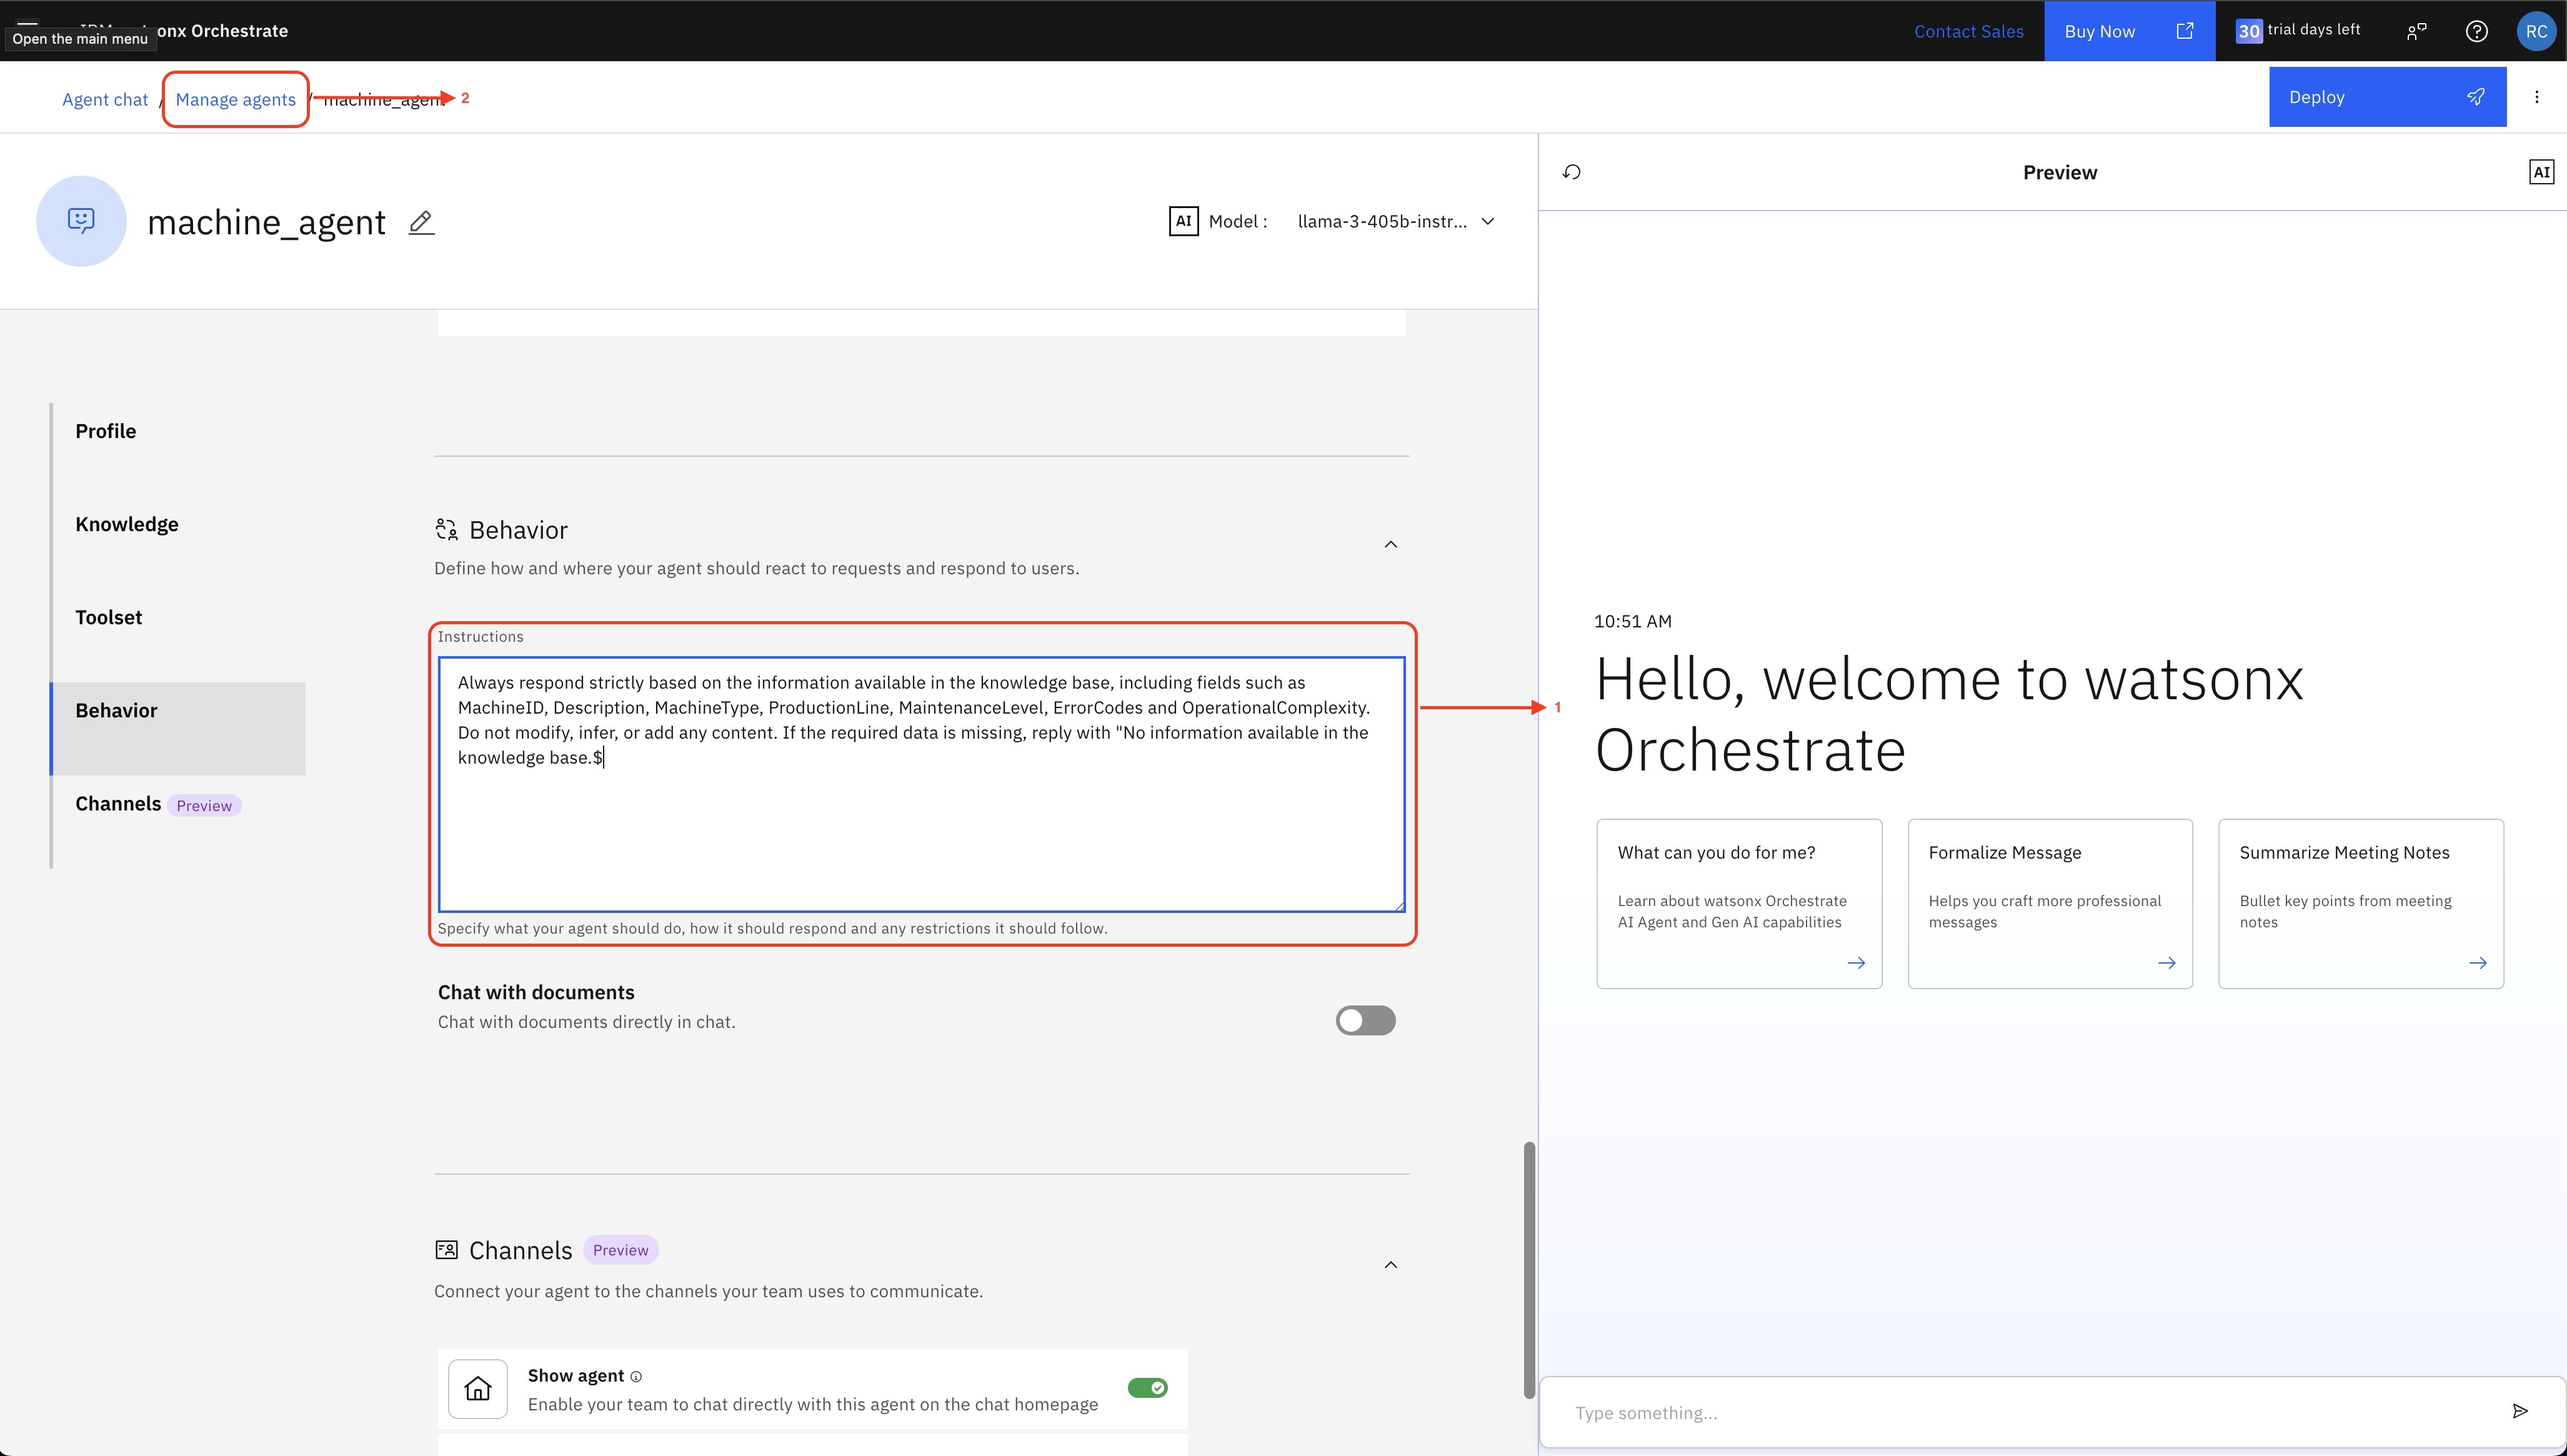 onx Orchestrate
Open the main menu
Contact Sales
Buy Now
30 trial days left
RC
Agent chat / Manage agents / machine_agent
2
Deploy
machine_agent
AI Model : llama-3-405b-instr...
Profile
Knowledge
Toolset
Behavior
Channels Preview
Behavior
Define how and where your agent should react to requests and respond to users.
Instructions
Always respond strictly based on the information available in the knowledge base, including fields such as
MachineID, Description, MachineType, ProductionLine, MaintenanceLevel, ErrorCodes and OperationalComplexity.
Do not modify, infer, or add any content. If the required data is missing, reply with "No information available in the
knowledge base.$
1
Specify what your agent should do, how it should respond and any restrictions it should follow.
Chat with documents
Chat with documents directly in chat.
Channels Preview
Connect your agent to the channels your team uses to communicate.
Show agent
Enable your team to chat directly with this agent on the chat homepage
Preview
AI
10:51 AM
Hello, welcome to watsonx
Orchestrate
What can you do for me?
Learn about watsonx Orchestrate
AI Agent and Gen AI capabilities
Formalize Message
Helps you craft more professional
messages
Summarize Meeting Notes
Bullet key points from meeting
notes
Type something...